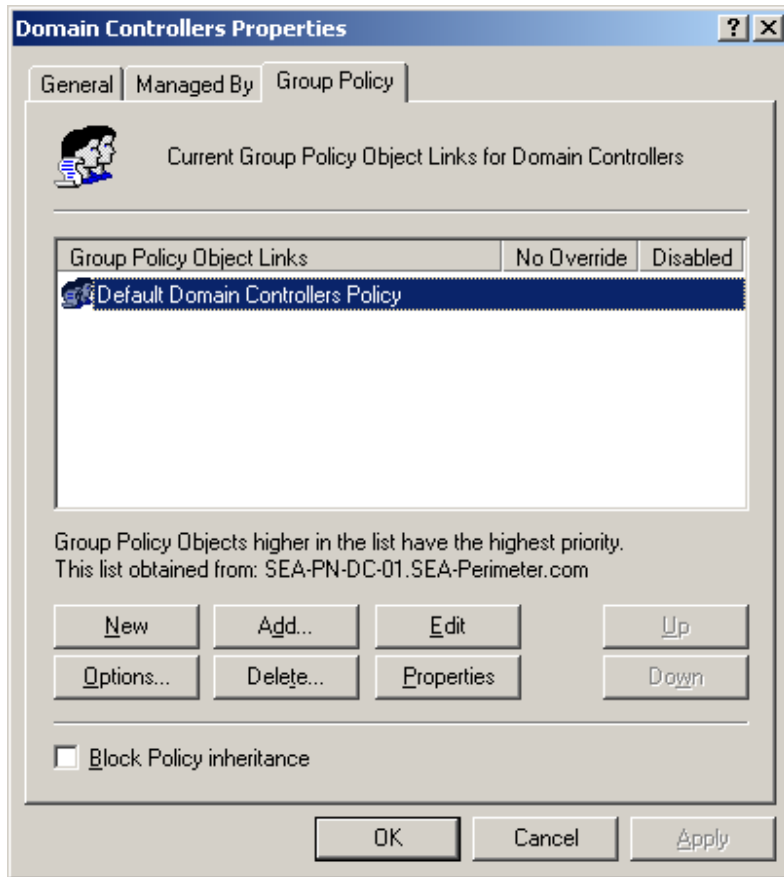 Domain Controllers Properties
General Managed By Group Policy
Current Group Policy Object Links for Domain Controllers
Group Policy Object Links No Override Disabled
Default Domain Controllers Policy
Group Policy Objects higher in the list have the highest priority.
This list obtained from: SEA-PN-DC-01.SEA-Perimeter.com
New Add... Edit Up
Options... Delete... Properties Down
Block Policy inheritance
OK Cancel Apply